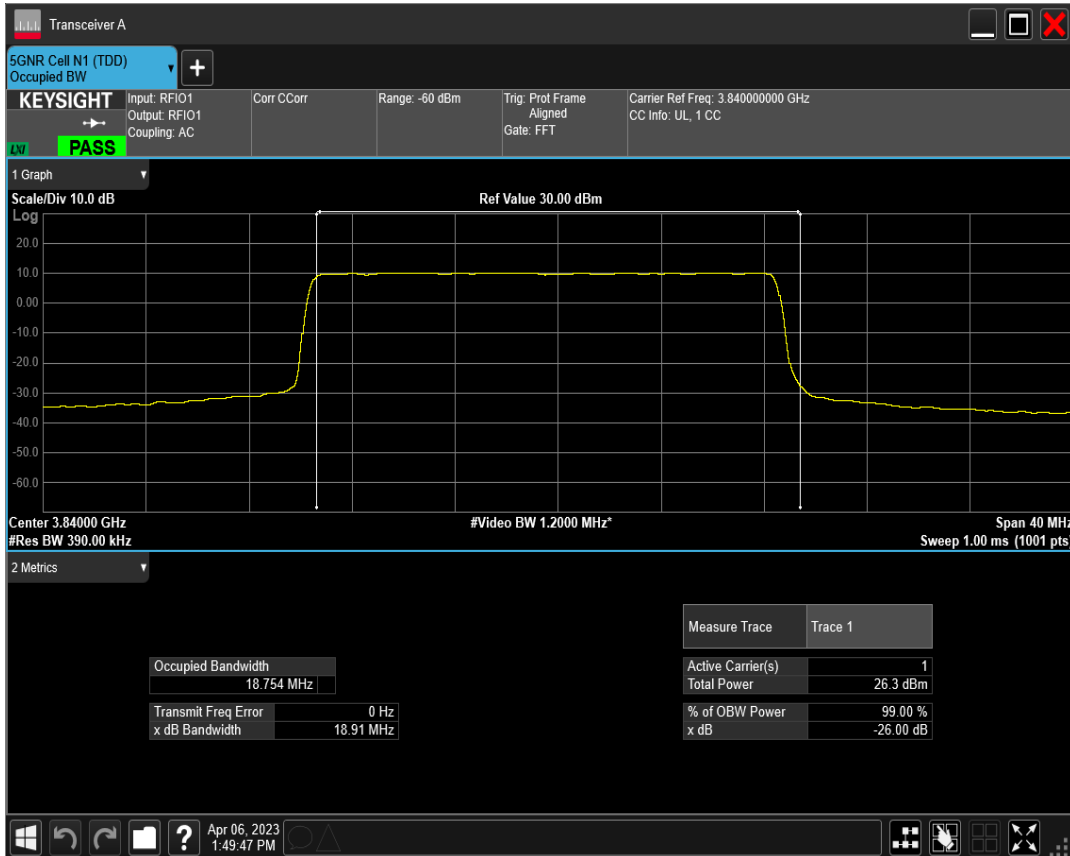 Transceiver A
5GNR Cell N1 (TDD)
Occupied BW
+
KEYSIGHT
LXI
PASS
Input: RFIO1
Output: RFIO1
Coupling: AC
Corr CCorr
Range: -60 dBm
Trig: Prot Frame
Aligned
Gate: FFT
Carrier Ref Freq: 3.840000000 GHz
CC Info: UL, 1 CC
1 Graph
Scale/Div 10.0 dB
Ref Value 30.00 dBm
Log
20.0
10.0
0.00
-10.0
-20.0
-30.0
-40.0
-50.0
-60.0
Center 3.84000 GHz
#Video BW 1.2000 MHz*
Span 40 MHz
#Res BW 390.00 kHz
Sweep 1.00 ms (1001 pts)
2 Metrics
Measure Trace Trace 1
Occupied Bandwidth
18.754 MHz
Active Carrier(s) 1
Total Power 26.3 dBm
Transmit Freq Error 0 Hz
x dB Bandwidth 18.91 MHz
% of OBW Power 99.00 %
x dB -26.00 dB
?
Apr 06, 2023
1:49:47 PM